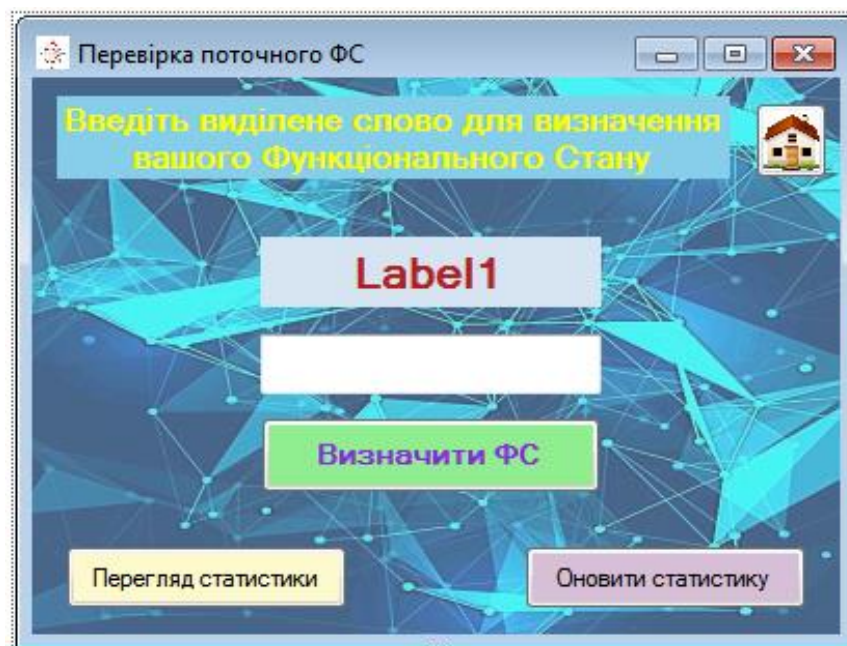 Перевірка поточного ФС
Введіть виділене слово для визначення
вашого Функціонального Стану
Label1
Визначити ФС
Перегляд статистики
Оновити статистику